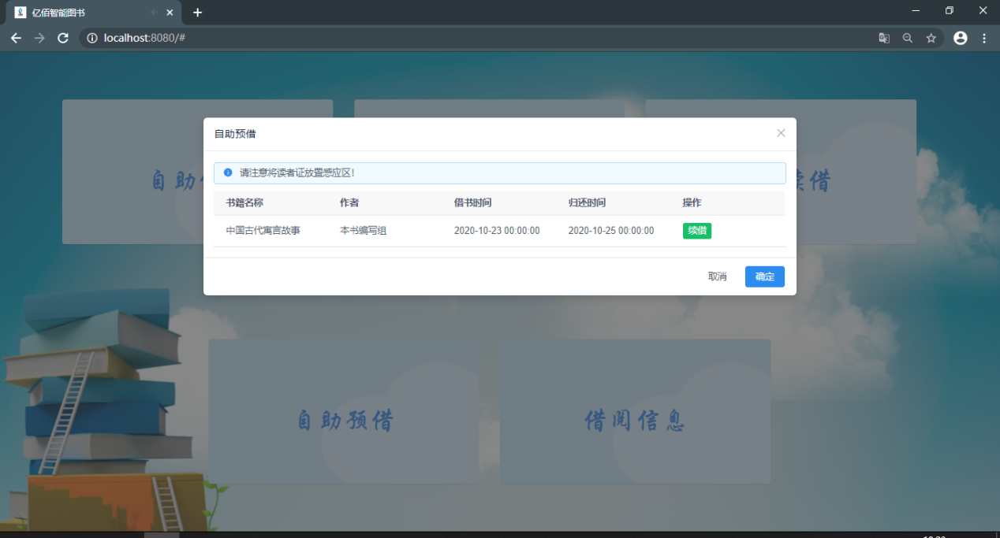 亿佰智能图书
localhost:8080/#
自助预借
请注意将读者证放置感应区!
书籍名称 作者 借书时间 归还时间 操作
中国古代寓言故事 本书编写组 2020-10-23 00:00:00 2020-10-25 00:00:00 续借
取消 确定
自助
续借
自助预借 借阅信息